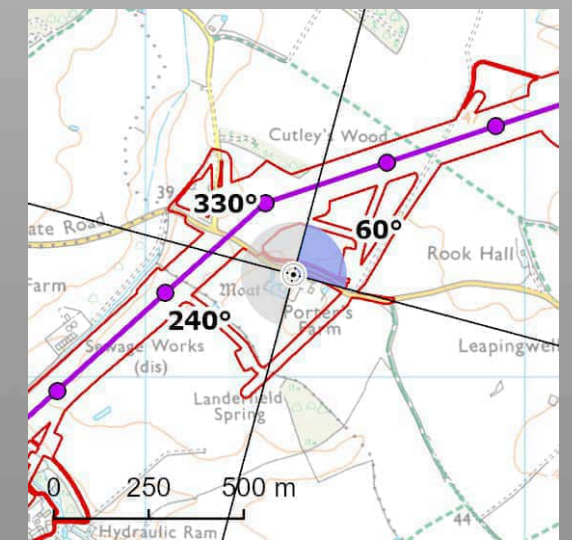 Cutley's Wood
39
330°
60°
ate Road
Rook Hall
arm
Moat
240°
Porter's
Farm
Sewage Works
(dis)
Leapingwel
Landerfield
Spring
0 250 500 m
44
Hydraulic Ram